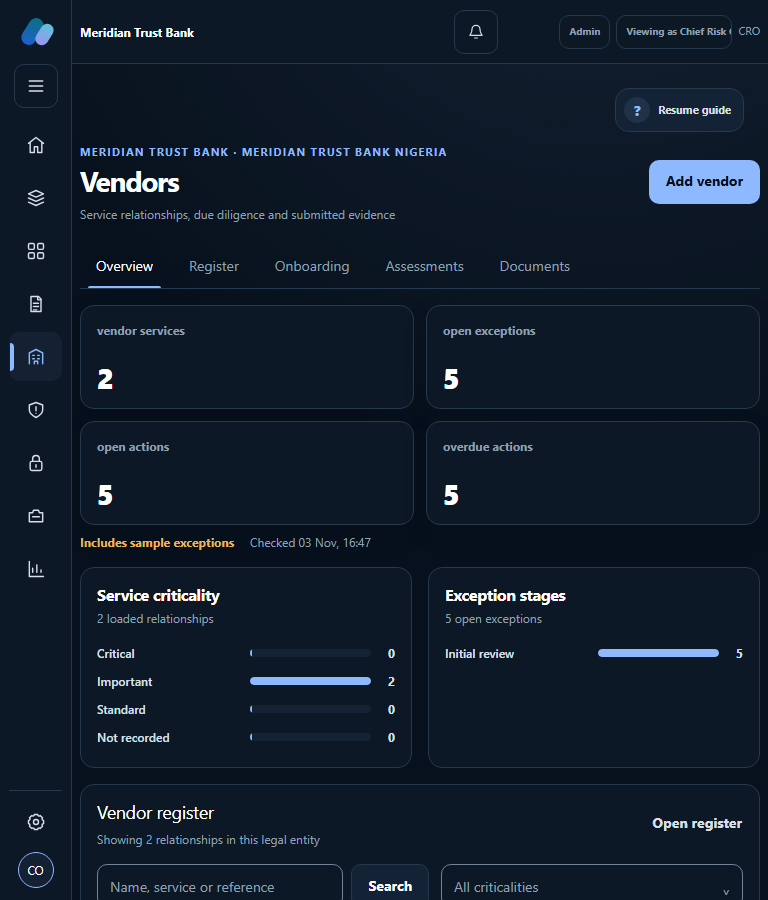 Meridian Trust Bank
Admin
Viewing as Chief Risk
CRO
? Resume guide
MERIDIAN TRUST BANK · MERIDIAN TRUST BANK NIGERIA
Vendors
Add vendor
Service relationships, due diligence and submitted evidence
Overview Register Onboarding Assessments Documents
vendor services
2
open exceptions
5
open actions
5
overdue actions
5
Includes sample exceptions Checked 03 Nov, 16:47
Service criticality
2 loaded relationships
Critical 0
Important 2
Standard 0
Not recorded 0
Exception stages
5 open exceptions
Initial review 5
Vendor register
Showing 2 relationships in this legal entity
Open register
Name, service or reference
Search
All criticalities
CO